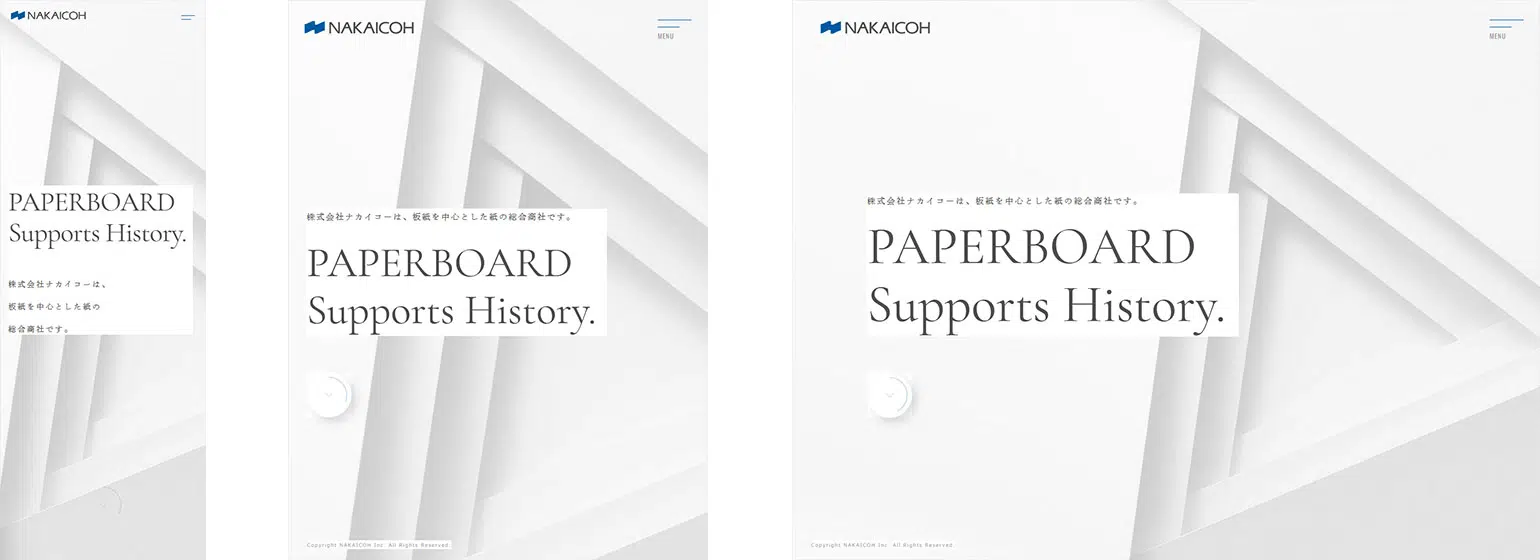 NAKAICOH
PAPERBOARD
Supports History.
株式会社ナカイコーは、
板紙を中心とした紙の
総合商社です。
NAKAICOH
MENU
株式会社ナカイコーは、板紙を中心とした紙の総合商社です。
PAPERBOARD
Supports History.
Copyright NAKAICOH Inc. All Rights Reserved.
NAKAICOH
MENU
株式会社ナカイコーは、板紙を中心とした紙の総合商社です。
PAPERBOARD
Supports History.
Copyright NAKAICOH Inc. All Rights Reserved.